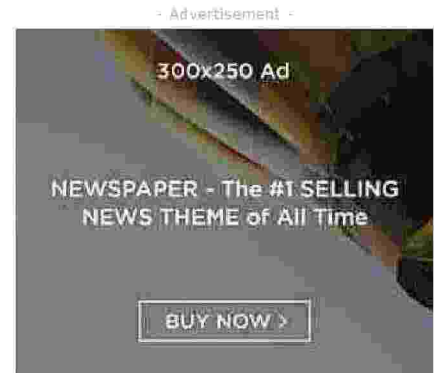 - Advertisement -
300x250 Ad
NEWSPAPER - The #1 SELLING
NEWS THEME of All Time
BUY NOW >